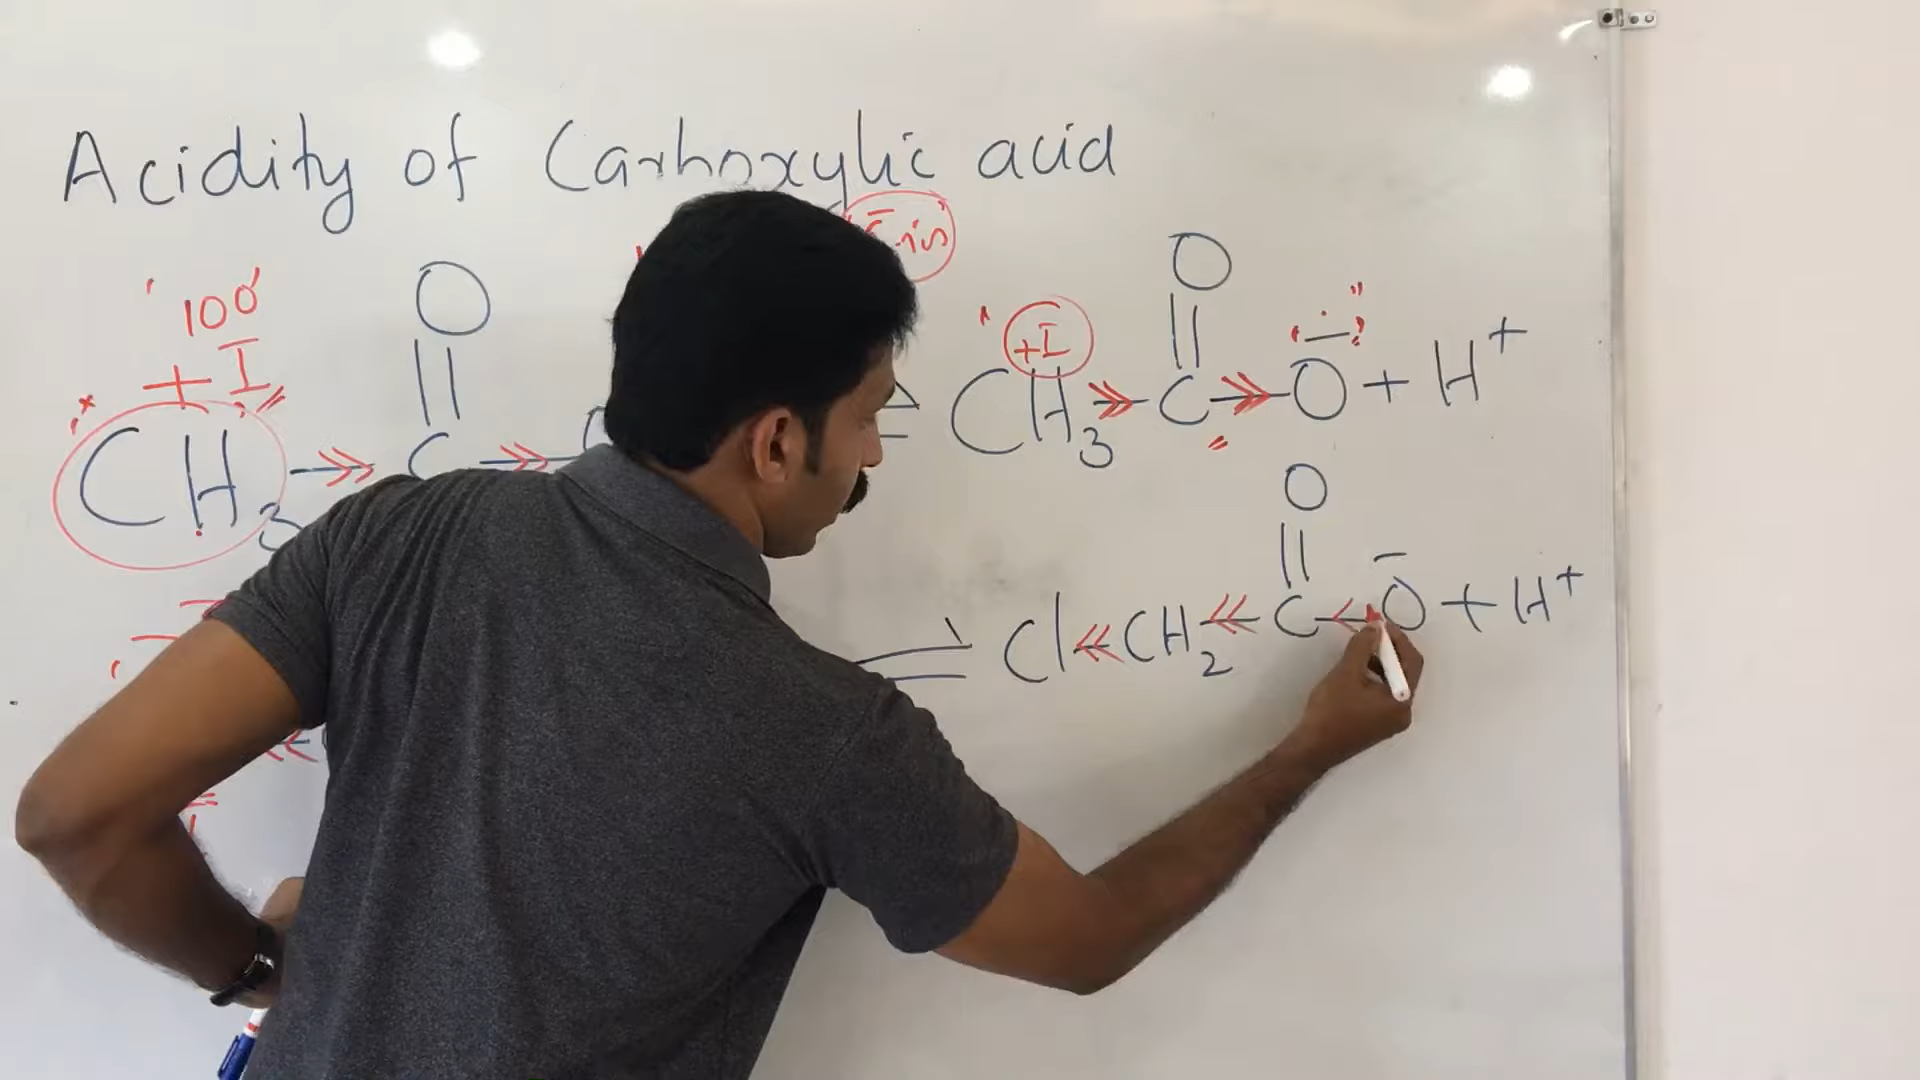 Acidity of Carboxylic acid
100
+I
O
||
CH3 → C
+I
O
||
CH3 → C → O⁻ + H⁺
O
||
Cl ← CH2 ← C ← O⁻ + H⁺